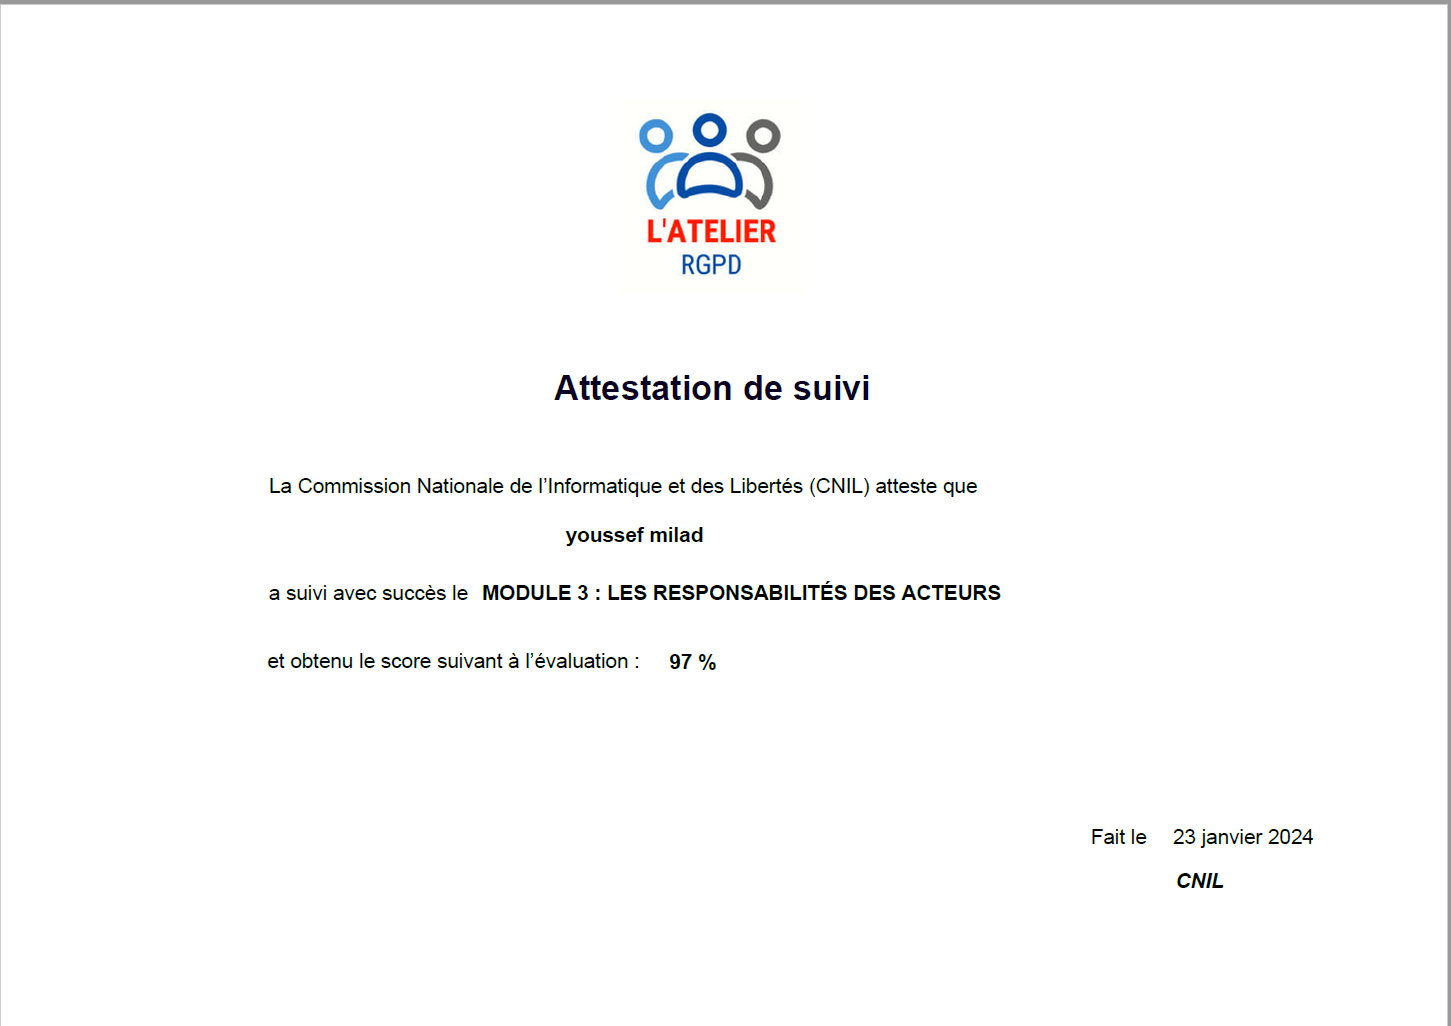 L'ATELIER
RGPD
Attestation de suivi
La Commission Nationale de l’Informatique et des Libertés (CNIL) atteste que
youssef milad
a suivi avec succès le MODULE 3 : LES RESPONSABILITÉS DES ACTEURS
et obtenu le score suivant à l’évaluation : 97 %
Fait le 23 janvier 2024
CNIL